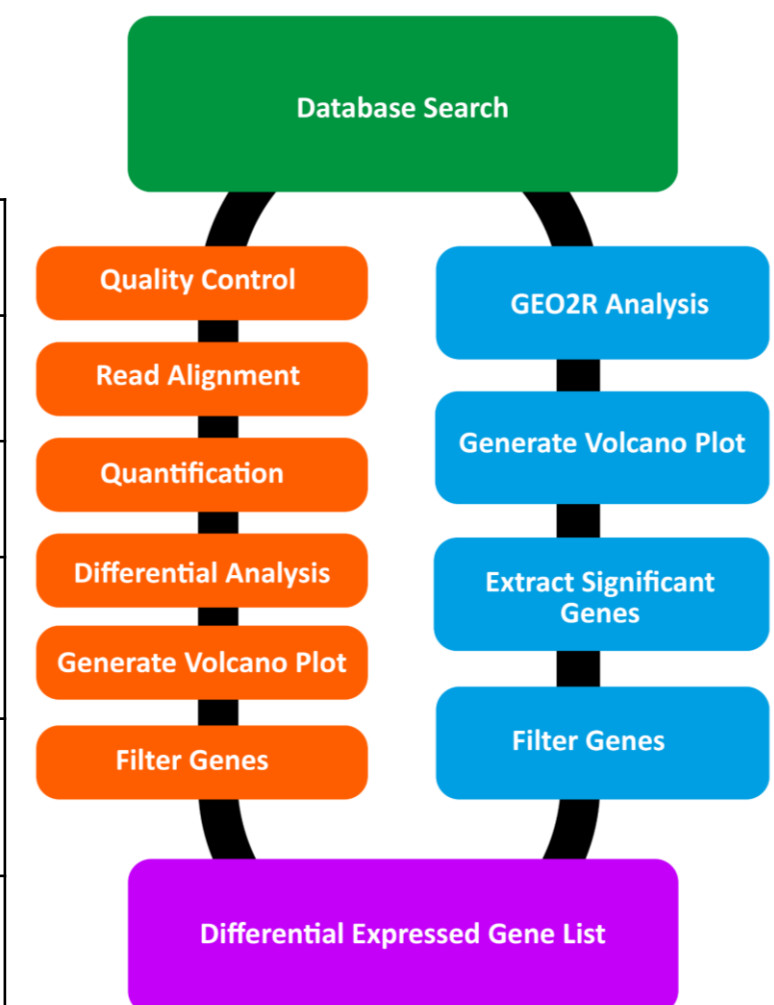 Database Search
Quality Control
Read Alignment
Quantification
Differential Analysis
Generate Volcano Plot
Filter Genes
GEO2R Analysis
Generate Volcano Plot
Extract Significant
Genes
Filter Genes
Differential Expressed Gene List